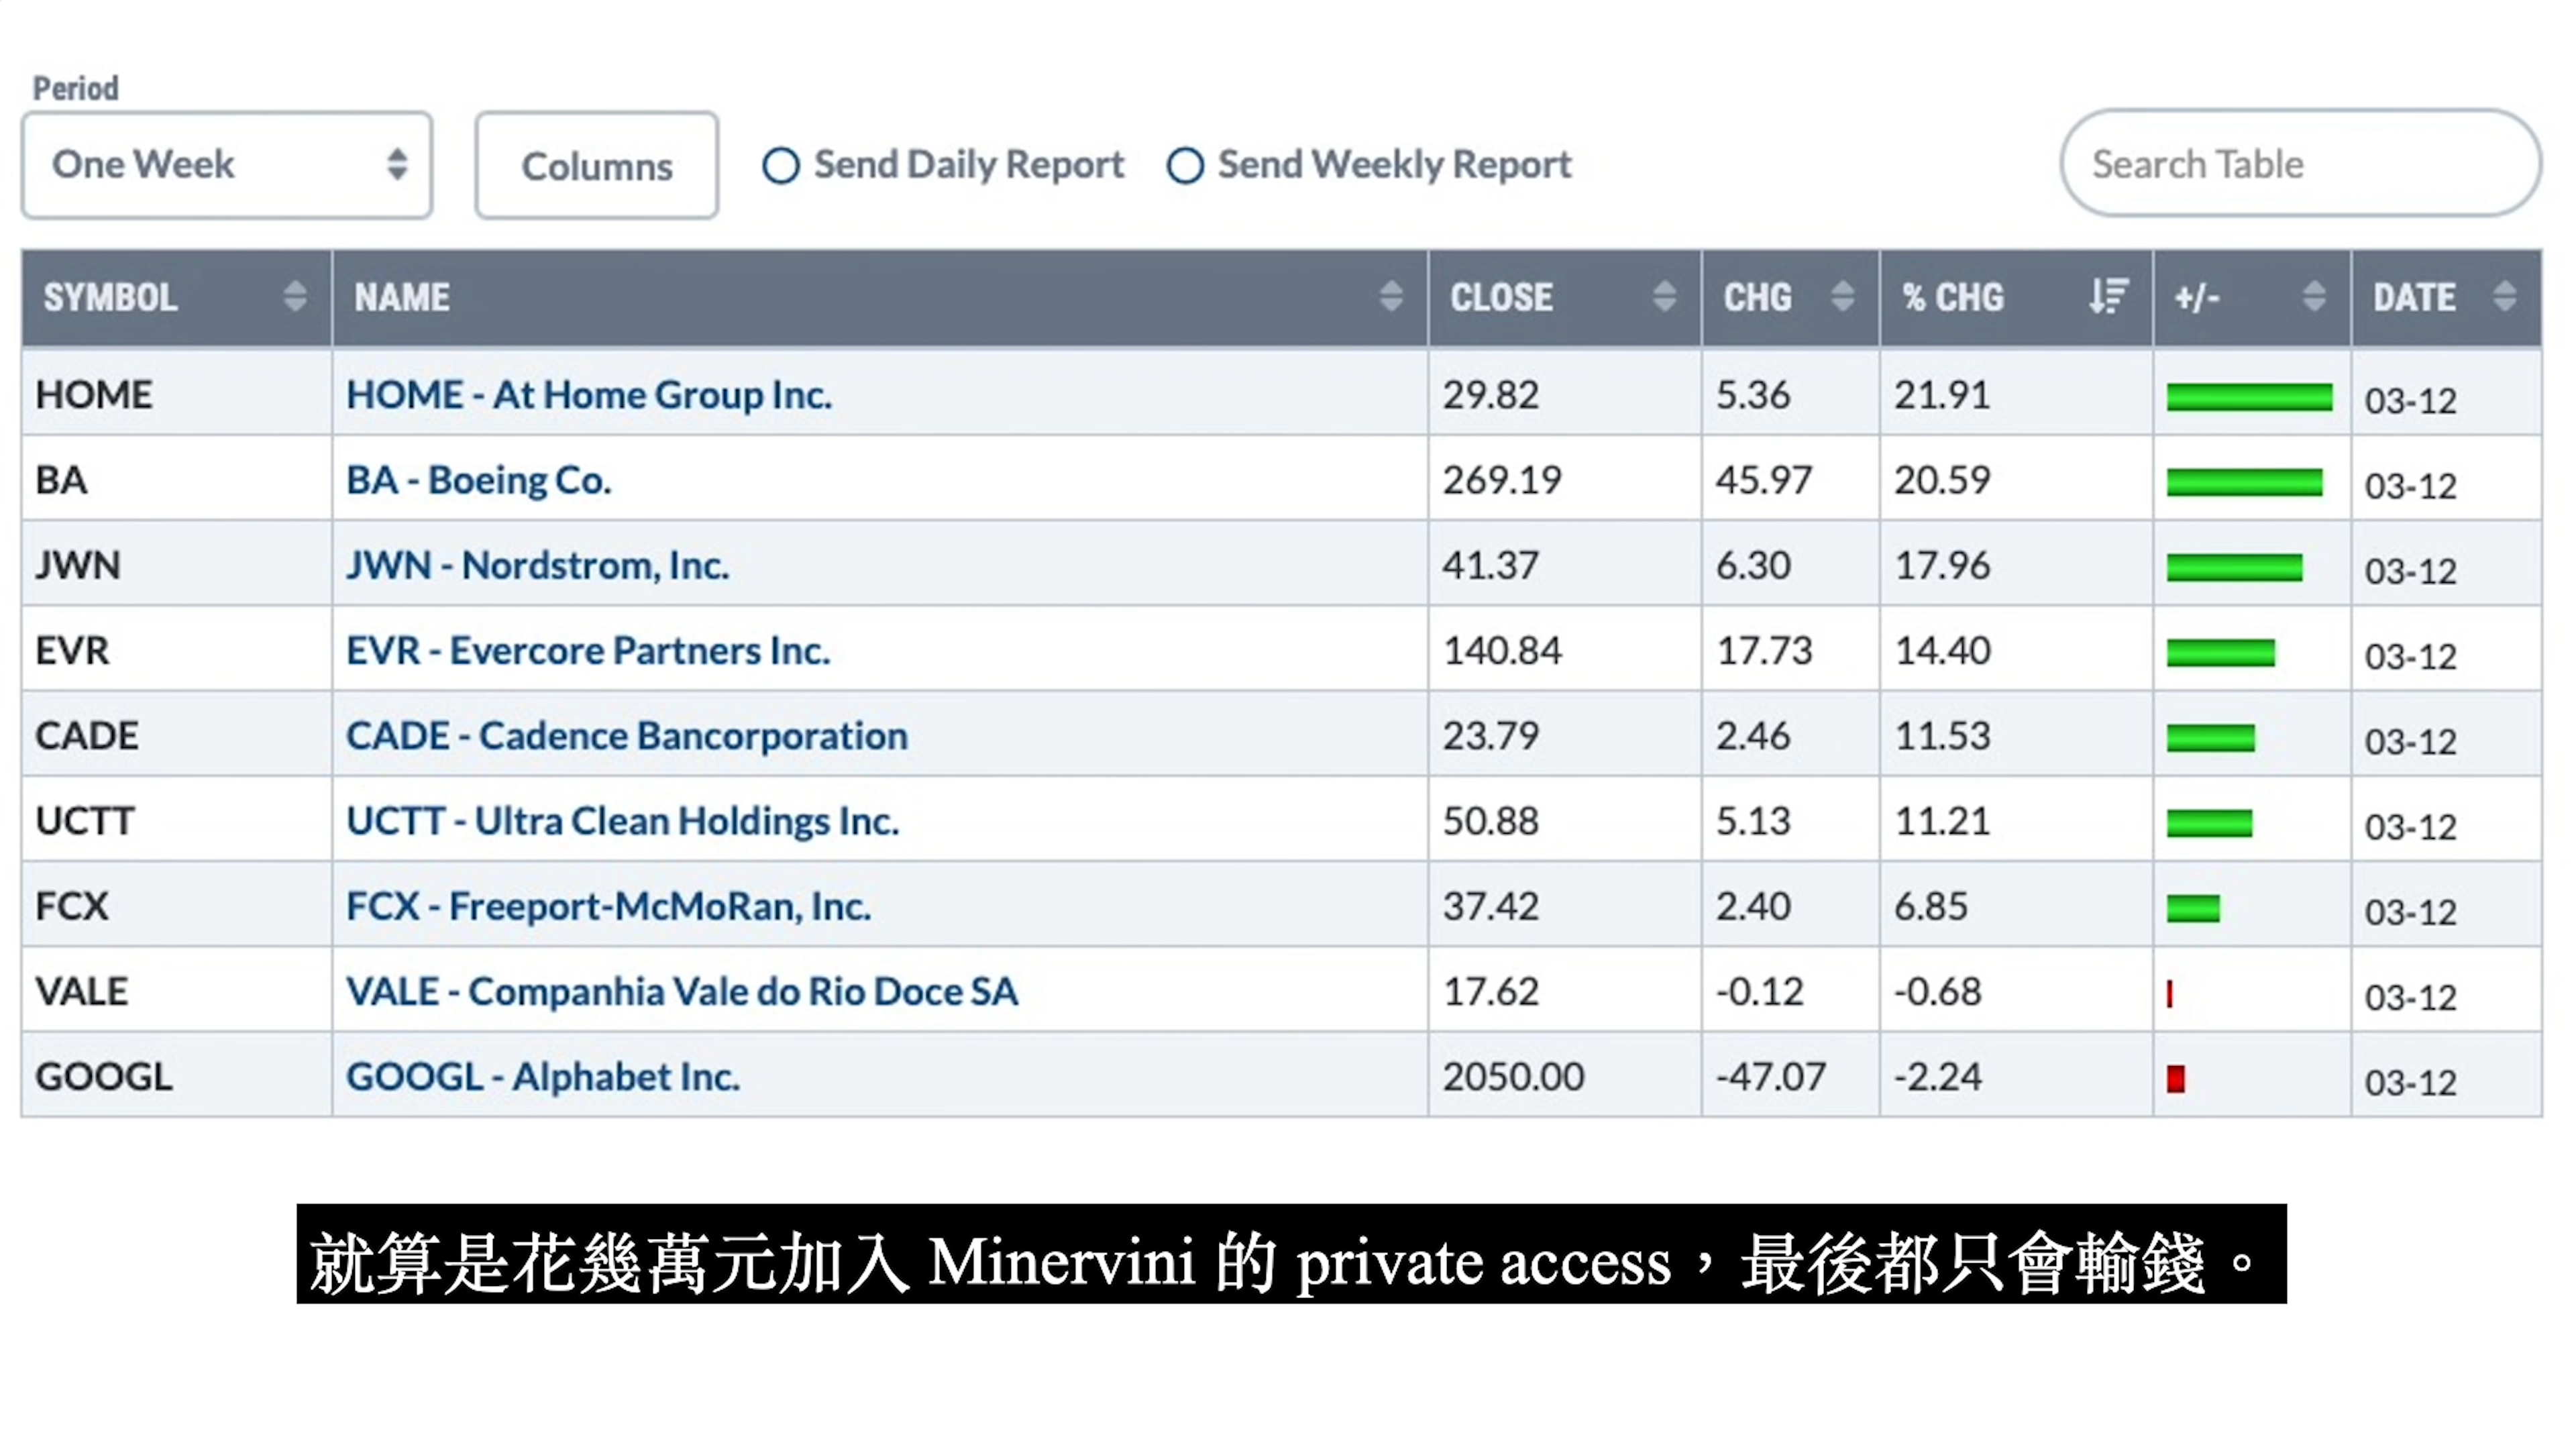 Period
One Week Columns Send Daily Report Send Weekly Report Search Table
SYMBOL NAME CLOSE CHG % CHG +/- DATE
HOME HOME - At Home Group Inc. 29.82 5.36 21.91 03-12
BA BA - Boeing Co. 269.19 45.97 20.59 03-12
JWN JWN - Nordstrom, Inc. 41.37 6.30 17.96 03-12
EVR EVR - Evercore Partners Inc. 140.84 17.73 14.40 03-12
CADE CADE - Cadence Bancorporation 23.79 2.46 11.53 03-12
UCTT UCTT - Ultra Clean Holdings Inc. 50.88 5.13 11.21 03-12
FCX FCX - Freeport-McMoRan, Inc. 37.42 2.40 6.85 03-12
VALE VALE - Companhia Vale do Rio Doce SA 17.62 -0.12 -0.68 03-12
GOOGL GOOGL - Alphabet Inc. 2050.00 -47.07 -2.24 03-12
就算是花幾萬元加入 Minervini 的 private access，最後都只會輸錢。